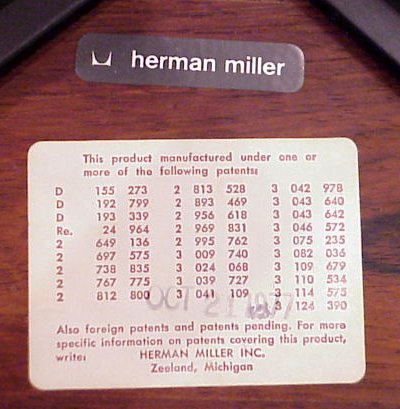 herman miller
This product manufactured under one or
more of the following patents:
D 155 273 2 813 528 3 042 978
D 192 799 2 893 469 3 043 640
D 193 339 2 956 618 3 043 642
Re. 24 964 2 969 831 3 046 572
2 649 136 2 995 762 3 075 235
2 697 575 3 009 740 3 082 036
2 738 835 3 024 068 3 109 679
2 767 775 3 039 727 3 110 534
2 812 800 3 041 109 3 114 575
3 124 390
OCT 21 1977
Also foreign patents and patents pending. For more
specific information on patents covering this product,
write: HERMAN MILLER INC.
Zeeland, Michigan